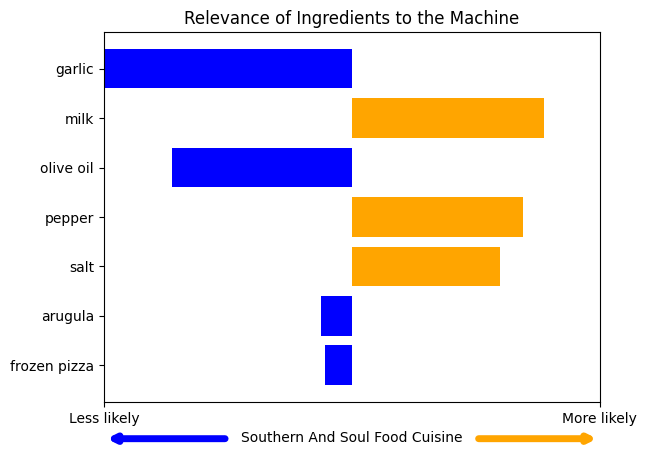 Relevance of Ingredients to the Machine
garlic
milk
olive oil
pepper
salt
arugula
frozen pizza
Less likely
More likely
Southern And Soul Food Cuisine